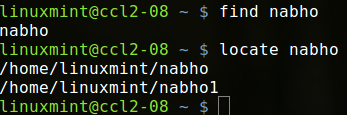 linuxmint@ccl2-08 ~ $ find nabho
nabho
linuxmint@ccl2-08 ~ $ locate nabho
/home/linuxmint/nabho
/home/linuxmint/nabho1
linuxmint@ccl2-08 ~ $